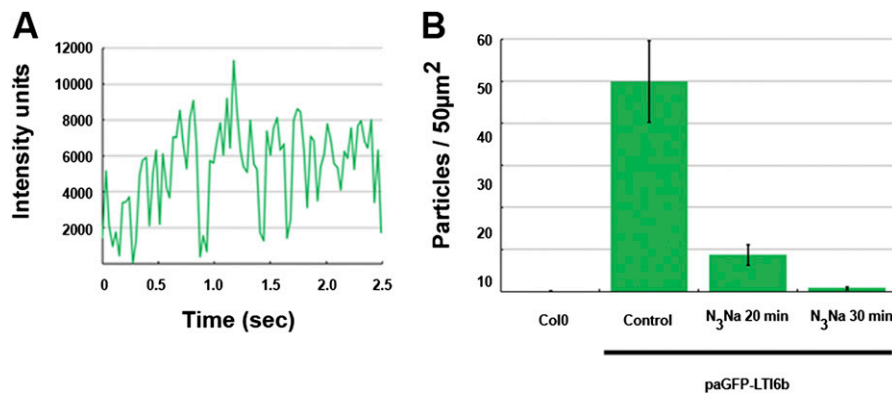 A
Intensity units
12000
10000
8000
6000
4000
2000
0
0.5
1.0
1.5
2.0
2.5
Time (sec)
B
Particles / 50µm²
60
50
40
30
20
10
Col0
Control
N₃Na 20 min
N₃Na 30 min
paGFP-LTI6b